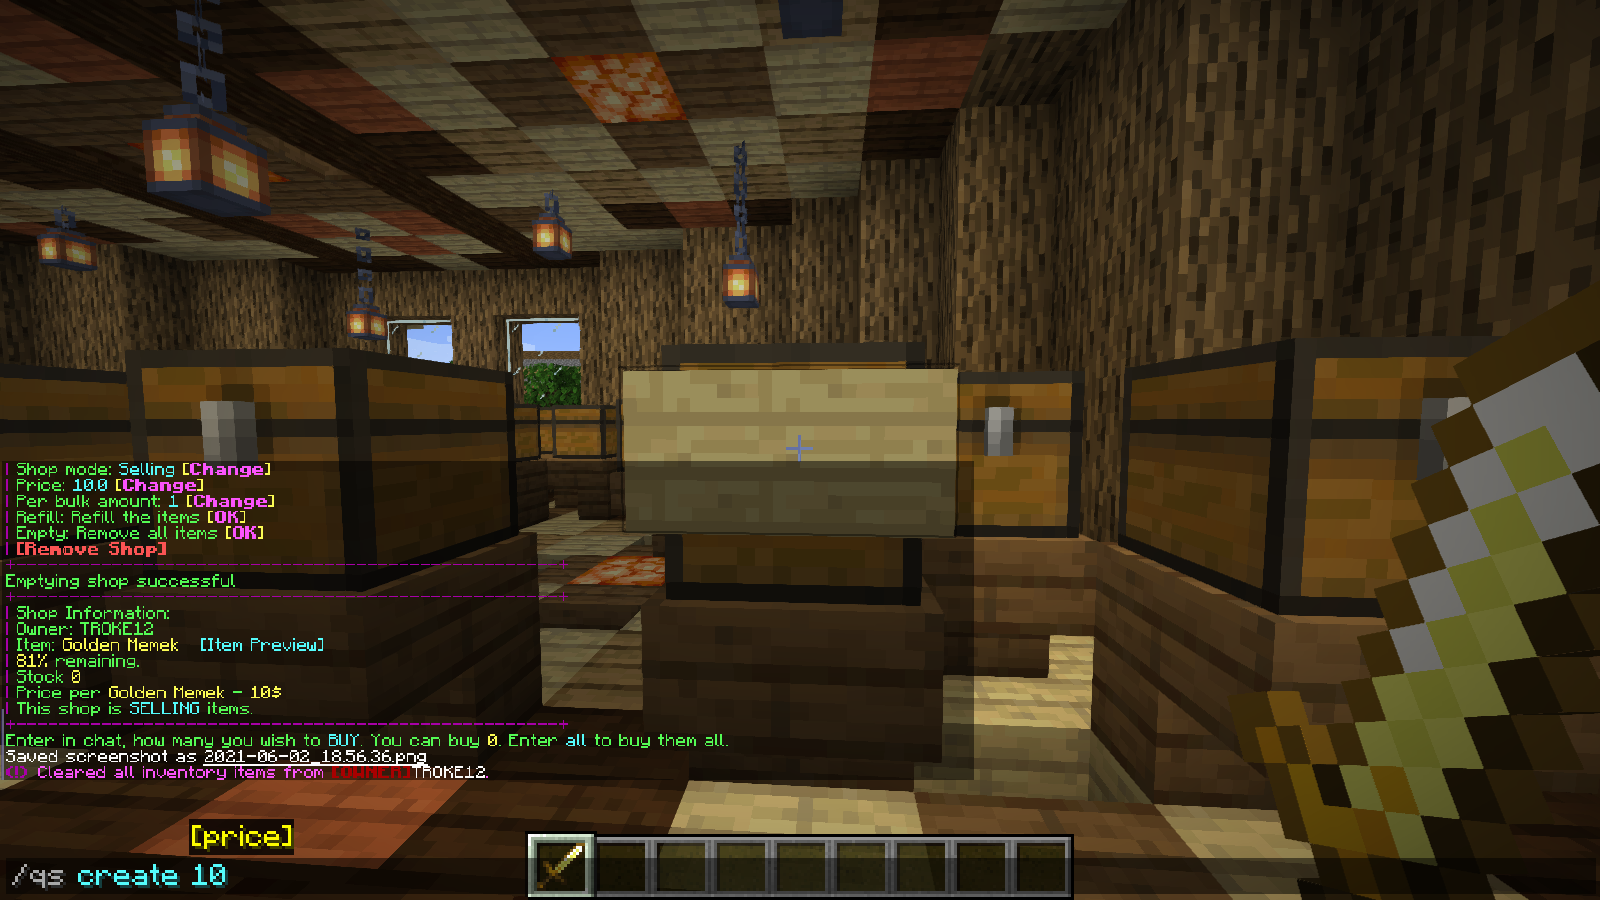 | Shop mode: Selling [Change]
| Price: 10.0 [Change]
| Per bulk amount: 1 [Change]
| Refill: Refill the items [OK]
| Empty: Remove all items [OK]
| [Remove Shop]
Emptying shop successful
| Shop Information:
| Owner: TROKE12
| Item: Golden Memek [Item Preview]
| 81% remaining.
| Stock 0
| Price per Golden Memek - 10$
| This shop is SELLING items.
Enter in chat, how many you wish to BUY. You can buy 0. Enter all to buy them all.
Saved screenshot as 2021-06-02_18.56.36.png
(!) Cleared all inventory items from [OWNER]TROKE12.
[price]
/qs create 10